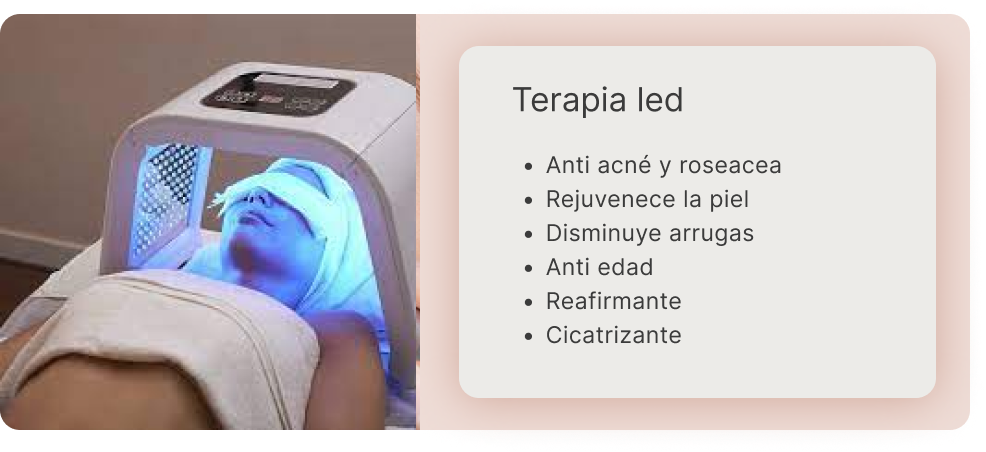 Terapia led
• Anti acné y roseacea
• Rejuvenece la piel
• Disminuye arrugas
• Anti edad
• Reafirmante
• Cicatrizante